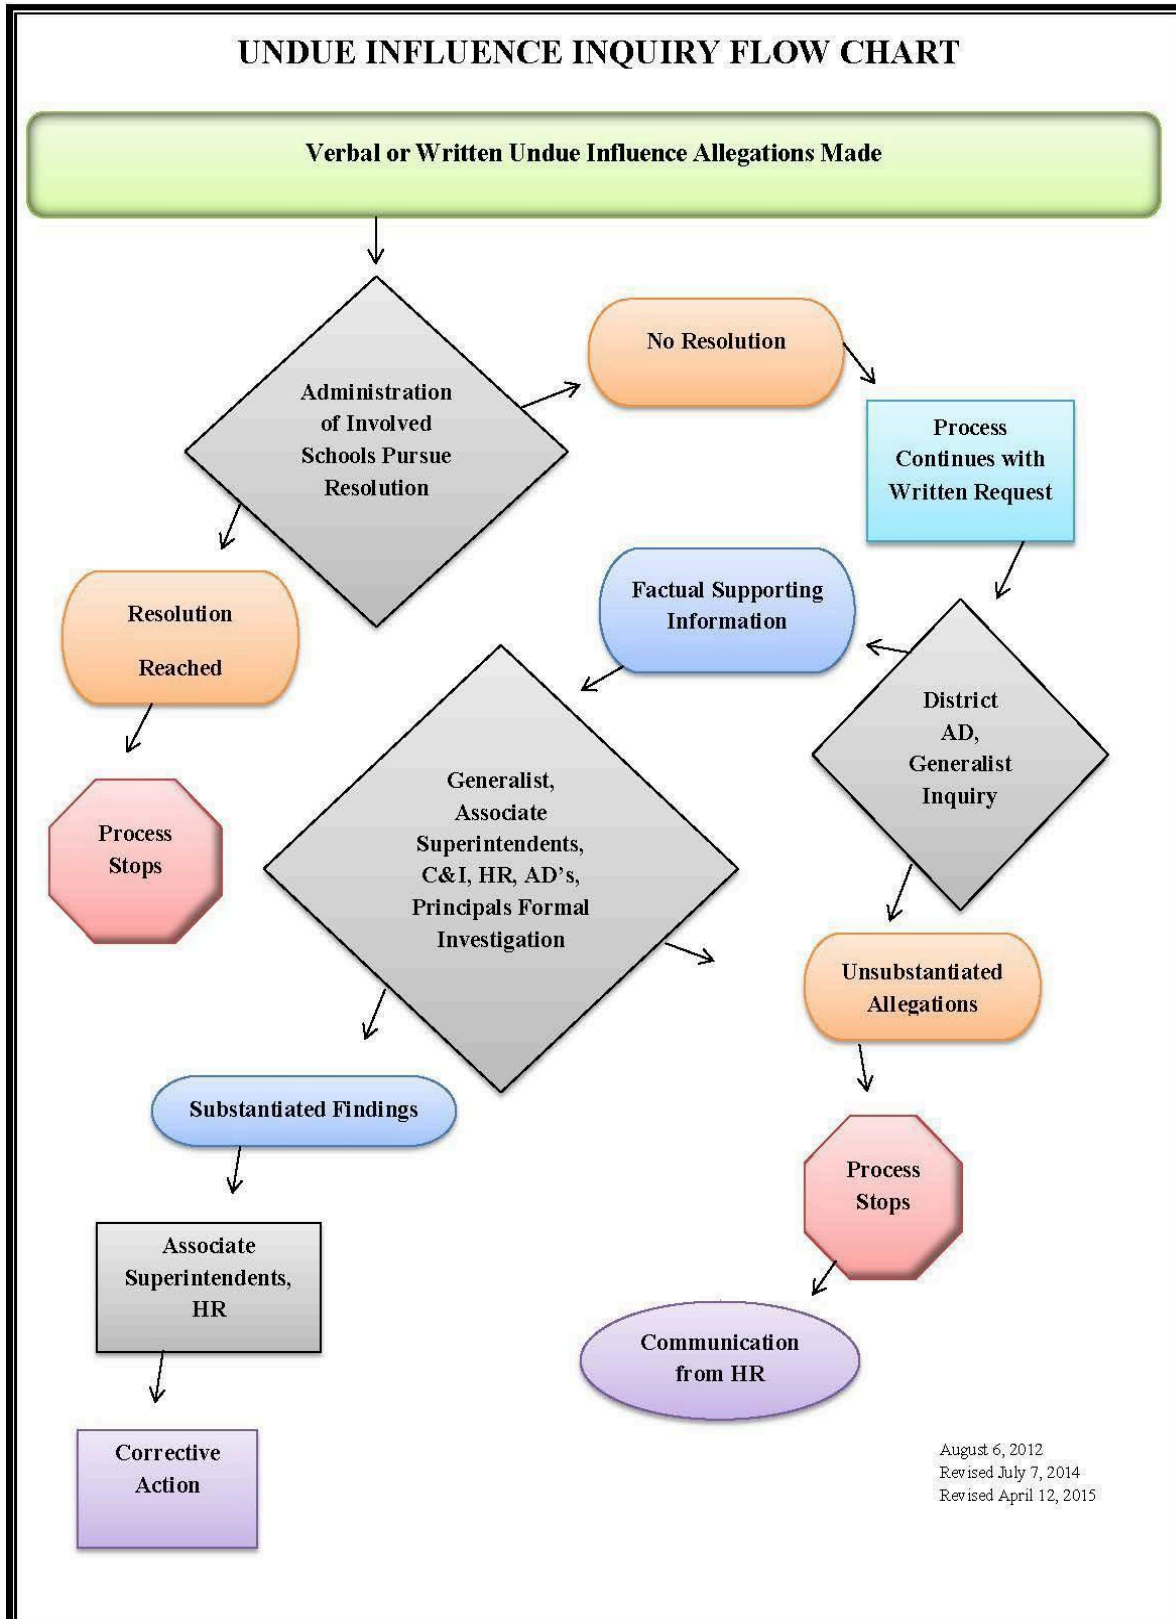 UNDUE INFLUENCE INQUIRY FLOW CHART
Verbal or Written Undue Influence Allegations Made
Administration
of Involved
Schools Pursue
Resolution
No Resolution
Process
Continues with
Written Request
Resolution
Reached
Process
Stops
Factual Supporting
Information
District
AD,
Generalist
Inquiry
Generalist,
Associate
Superintendents,
C&I, HR, AD's,
Principals Formal
Investigation
Unsubstantiated
Allegations
Substantiated Findings
Process
Stops
Associate
Superintendents,
HR
Communication
from HR
Corrective
Action
August 6, 2012
Revised July 7, 2014
Revised April 12, 2015